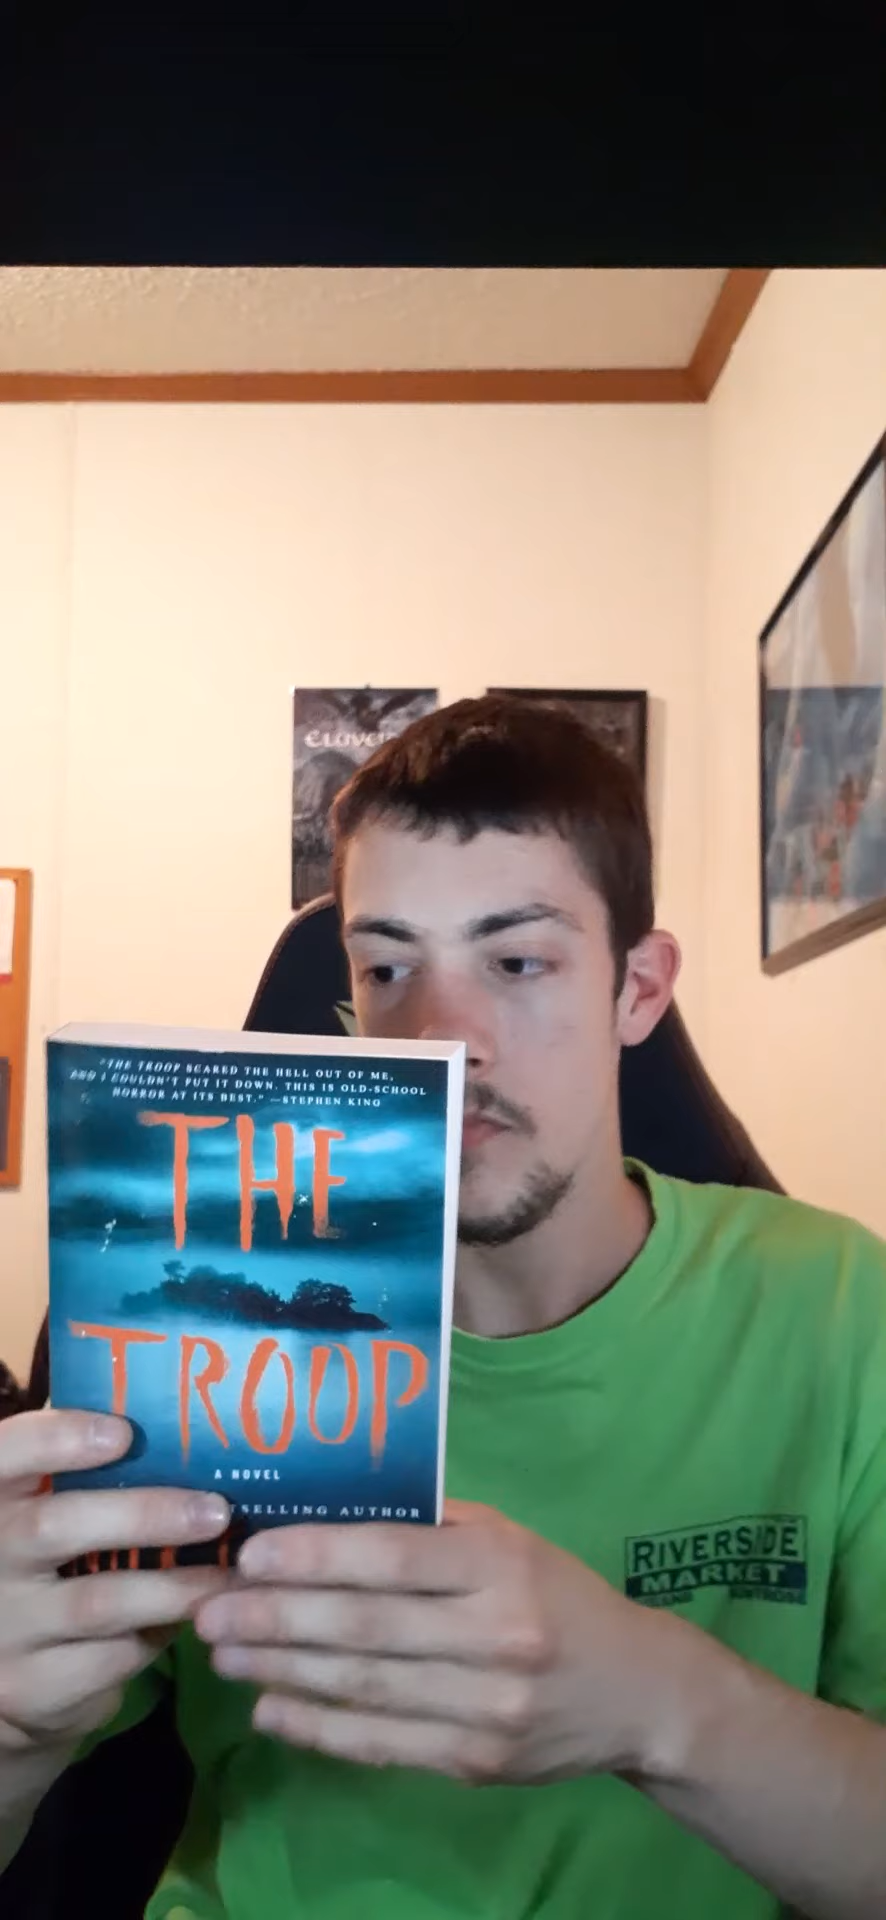 "THE TROOP SCARED THE HELL OUT OF ME,
AND I COULDN'T PUT IT DOWN. THIS IS OLD-SCHOOL
HORROR AT ITS BEST." —STEPHEN KING
THE
TROOP
A NOVEL
TSELLING AUTHOR
RIVERSIDE
MARKET